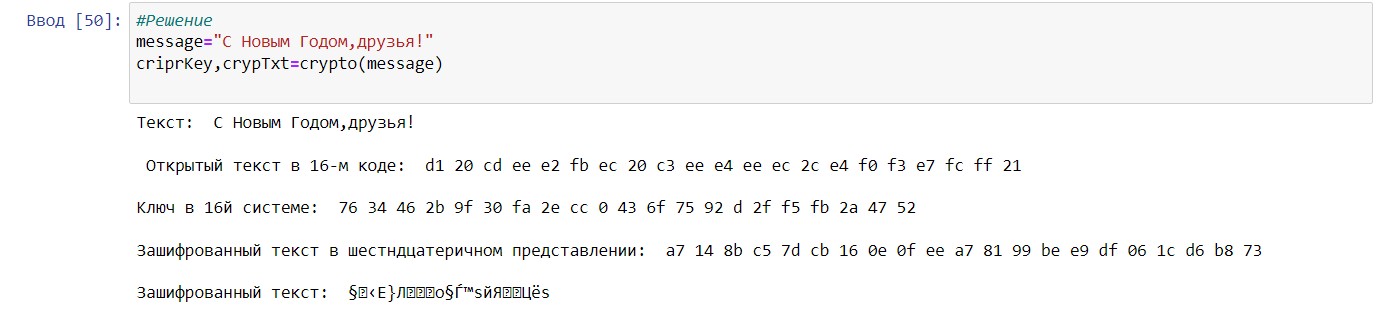 Ввод [50]: #Решение
message="С Новым Годом,друзья!"
criprKey,crypTxt=crypto(message)
Текст:  С Новым Годом,друзья!
Открытый текст в 16-м коде:  d1 20 cd ee e2 fb ec 20 c3 ee e4 ee ec 2c e4 f0 f3 e7 fc ff 21
Ключ в 16й системе:  76 34 46 2b 9f 30 fa 2e cc 0 43 6f 75 92 d 2f f5 fb 2a 47 52
Зашифрованный текст в шестндцатеричном представлении:  a7 14 8b c5 7d cb 16 0e 0f ee a7 81 99 be e9 df 06 1c d6 b8 73
Зашифрованный текст:  §‹Е}Л о§Ѓ™ѕйЯ Цёs